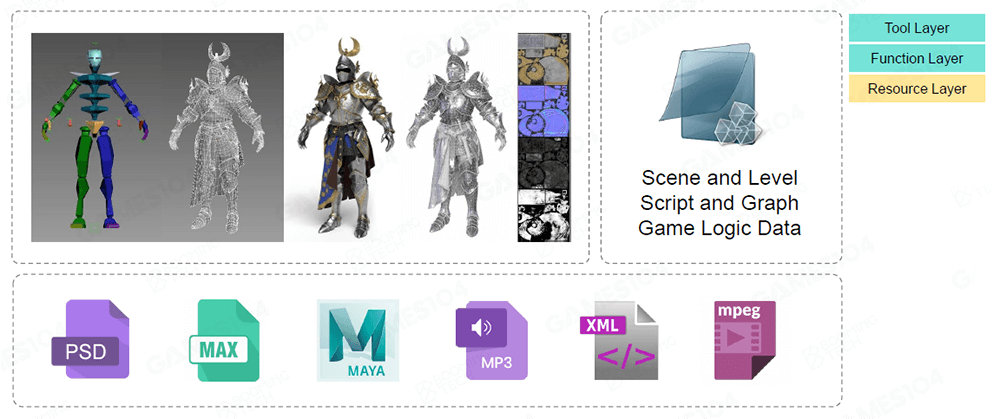 Tool Layer
Function Layer
Resource Layer
Scene and Level
Script and Graph
Game Logic Data
PSD
MAX
MAYA
MP3
XML
</>
mpeg
GAMES104